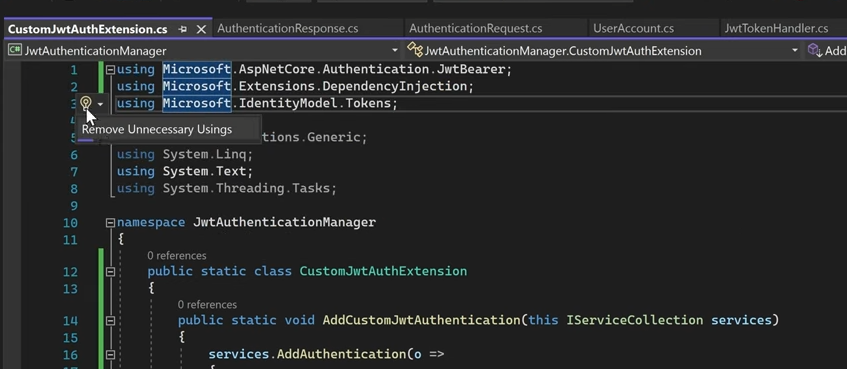 CustomJwtAuthExtension.cs
AuthenticationResponse.cs
AuthenticationRequest.cs
UserAccount.cs
JwtTokenHandler.cs
C# JwtAuthenticationManager
JwtAuthenticationManager.CustomJwtAuthExtension
Add
1 using Microsoft.AspNetCore.Authentication.JwtBearer;
2 using Microsoft.Extensions.DependencyInjection;
3 using Microsoft.IdentityModel.Tokens;
Remove Unnecessary Usings
5 tions.Generic;
6 using System.Linq;
7 using System.Text;
8 using System.Threading.Tasks;
9
10 namespace JwtAuthenticationManager
11 {
0 references
12 public static class CustomJwtAuthExtension
13 {
0 references
14 public static void AddCustomJwtAuthentication(this IServiceCollection services)
15 {
16 services.AddAuthentication(o =>